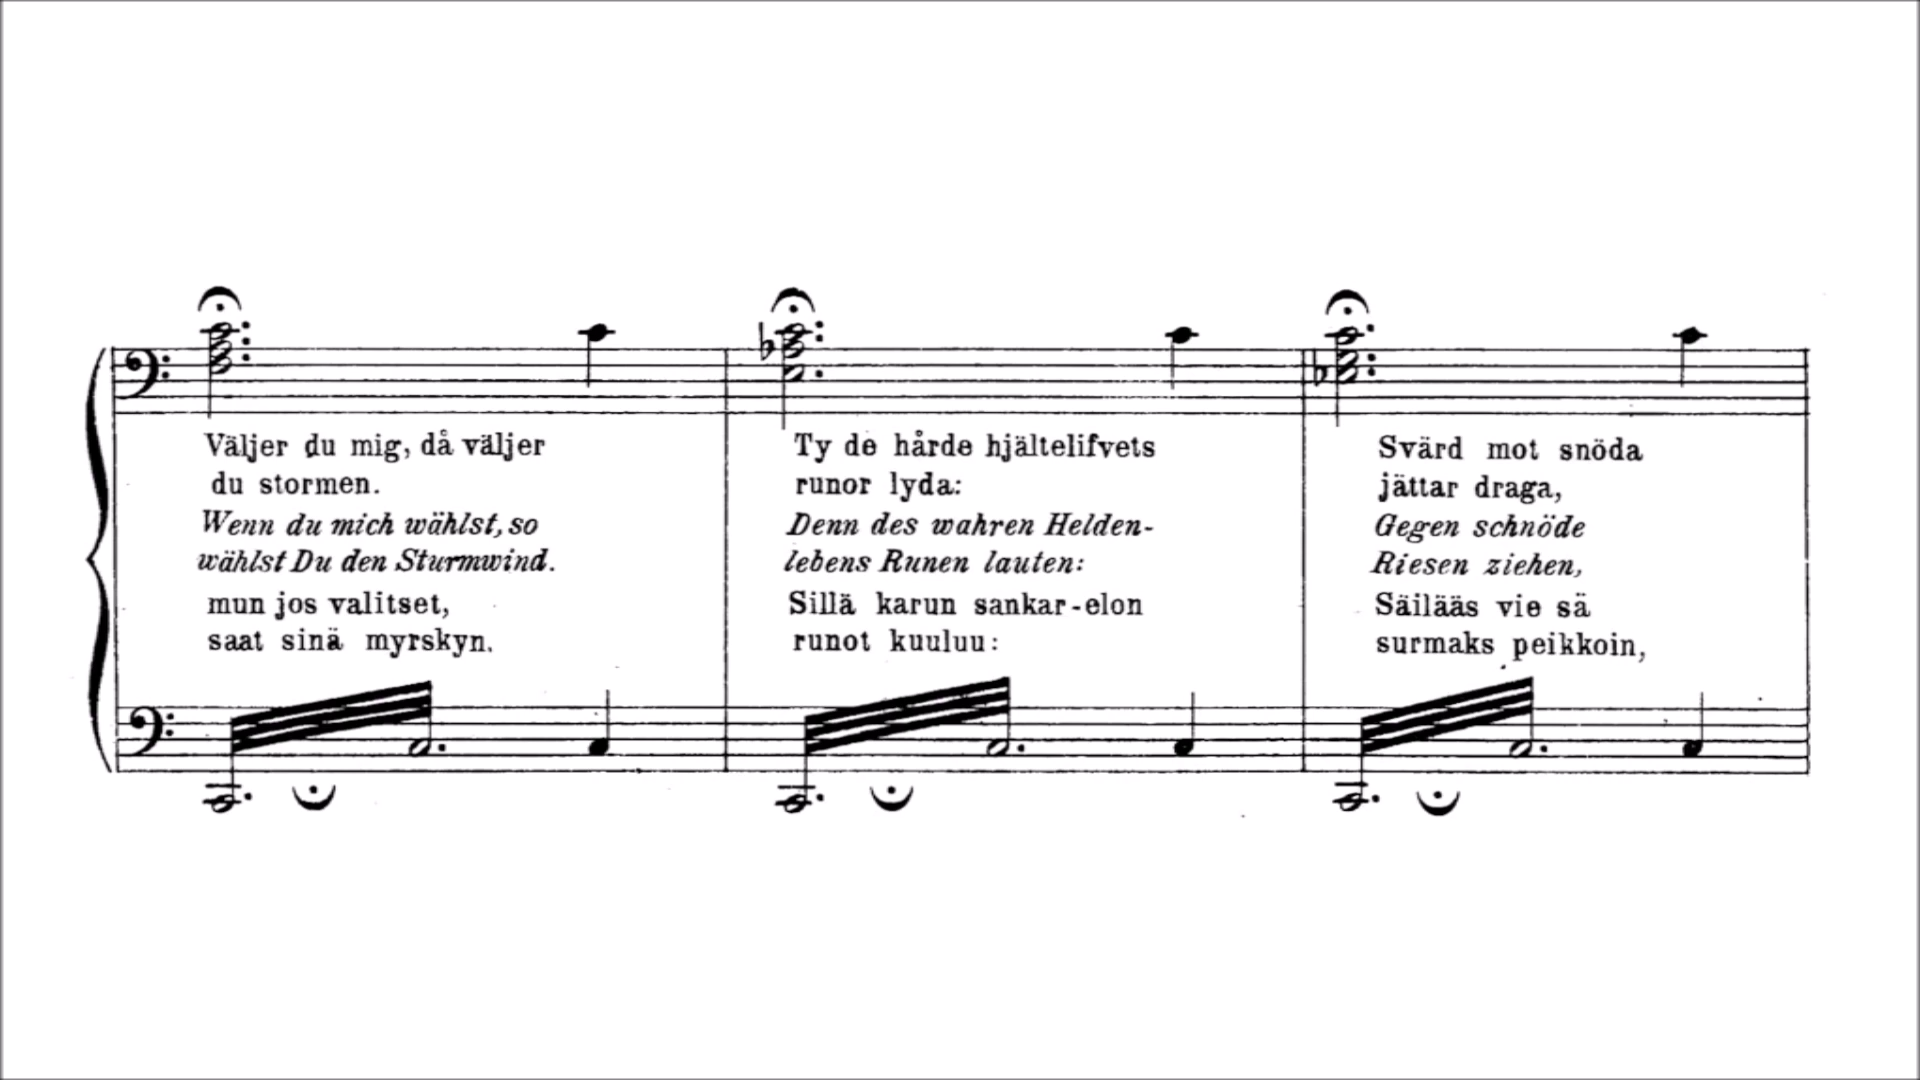 Väljer du mig, då väljer
du stormen.
Wenn du mich wählst, so
wählst Du den Sturmwind.
mun jos valitset,
saat sinä myrskyn.
Ty de hårde hjältelifvets
runor lyda:
Denn des wahren Helden-
lebens Runen lauten:
Sillä karun sankar-elon
runot kuuluu:
Svärd mot snöda
jättar draga,
Gegen schnöde
Riesen ziehen,
Säilääs vie sä
surmaks peikkoin,